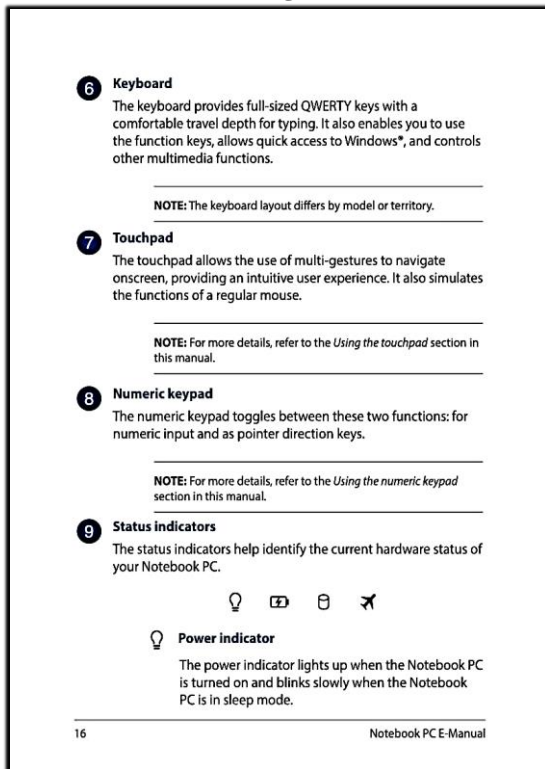 6 Keyboard
The keyboard provides full-sized QWERTY keys with a
comfortable travel depth for typing. It also enables you to use
the function keys, allows quick access to Windows®, and controls
other multimedia functions.
NOTE: The keyboard layout differs by model or territory.
7 Touchpad
The touchpad allows the use of multi-gestures to navigate
onscreen, providing an intuitive user experience. It also simulates
the functions of a regular mouse.
NOTE: For more details, refer to the Using the touchpad section in
this manual.
8 Numeric keypad
The numeric keypad toggles between these two functions: for
numeric input and as pointer direction keys.
NOTE: For more details, refer to the Using the numeric keypad
section in this manual.
9 Status indicators
The status indicators help identify the current hardware status of
your Notebook PC.
Power indicator
The power indicator lights up when the Notebook PC
is turned on and blinks slowly when the Notebook
PC is in sleep mode.
16 Notebook PC E-Manual